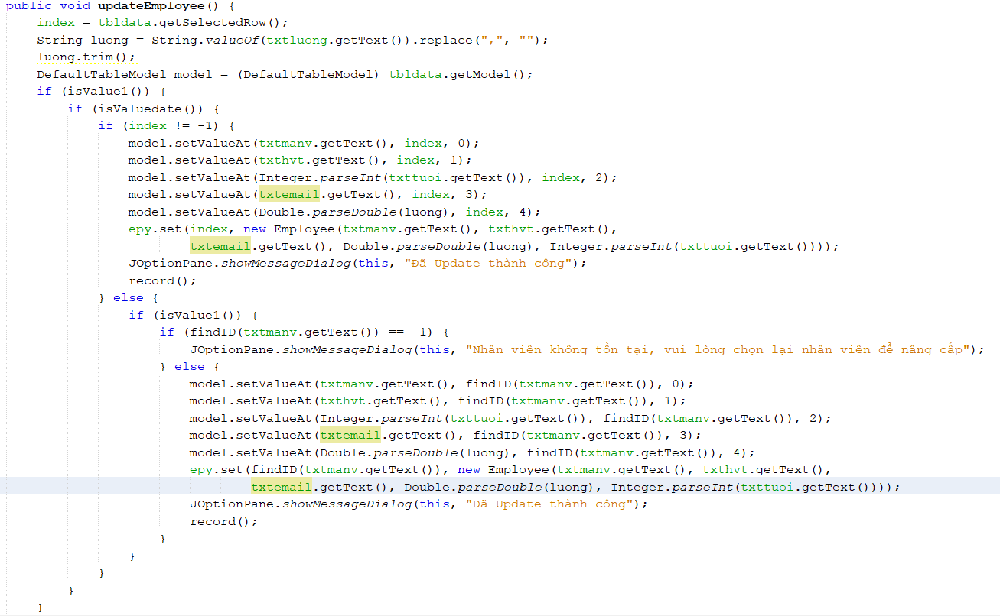 public void updateEmployee() {
    index = tbldata.getSelectedRow();
    String luong = String.valueOf(txtluong.getText()).replace(",", "");
    luong.trim();
    DefaultTableModel model = (DefaultTableModel) tbldata.getModel();
    if (isValue1()) {
        if (isValuedate()) {
            if (index != -1) {
                model.setValueAt(txtmanv.getText(), index, 0);
                model.setValueAt(txthvt.getText(), index, 1);
                model.setValueAt(Integer.parseInt(txttuoi.getText()), index, 2);
                model.setValueAt(txtemail.getText(), index, 3);
                model.setValueAt(Double.parseDouble(luong), index, 4);
                epy.set(index, new Employee(txtmanv.getText(), txthvt.getText(),
                        txtemail.getText(), Double.parseDouble(luong), Integer.parseInt(txttuoi.getText())));
                JOptionPane.showMessageDialog(this, "Đã Update thành công");
                record();
            } else {
                if (isValue1()) {
                    if (findID(txtmanv.getText()) == -1) {
                        JOptionPane.showMessageDialog(this, "Nhân viên không tồn tại, vui lòng chọn lại nhân viên để nâng cấp");
                    } else {
                        model.setValueAt(txtmanv.getText(), findID(txtmanv.getText()), 0);
                        model.setValueAt(txthvt.getText(), findID(txtmanv.getText()), 1);
                        model.setValueAt(Integer.parseInt(txttuoi.getText()), findID(txtmanv.getText()), 2);
                        model.setValueAt(txtemail.getText(), findID(txtmanv.getText()), 3);
                        model.setValueAt(Double.parseDouble(luong), findID(txtmanv.getText()), 4);
                        epy.set(findID(txtmanv.getText()), new Employee(txtmanv.getText(), txthvt.getText(),
                                txtemail.getText(), Double.parseDouble(luong), Integer.parseInt(txttuoi.getText())));
                        JOptionPane.showMessageDialog(this, "Đã Update thành công");
                        record();
                    }
                }
            }
        }
    }